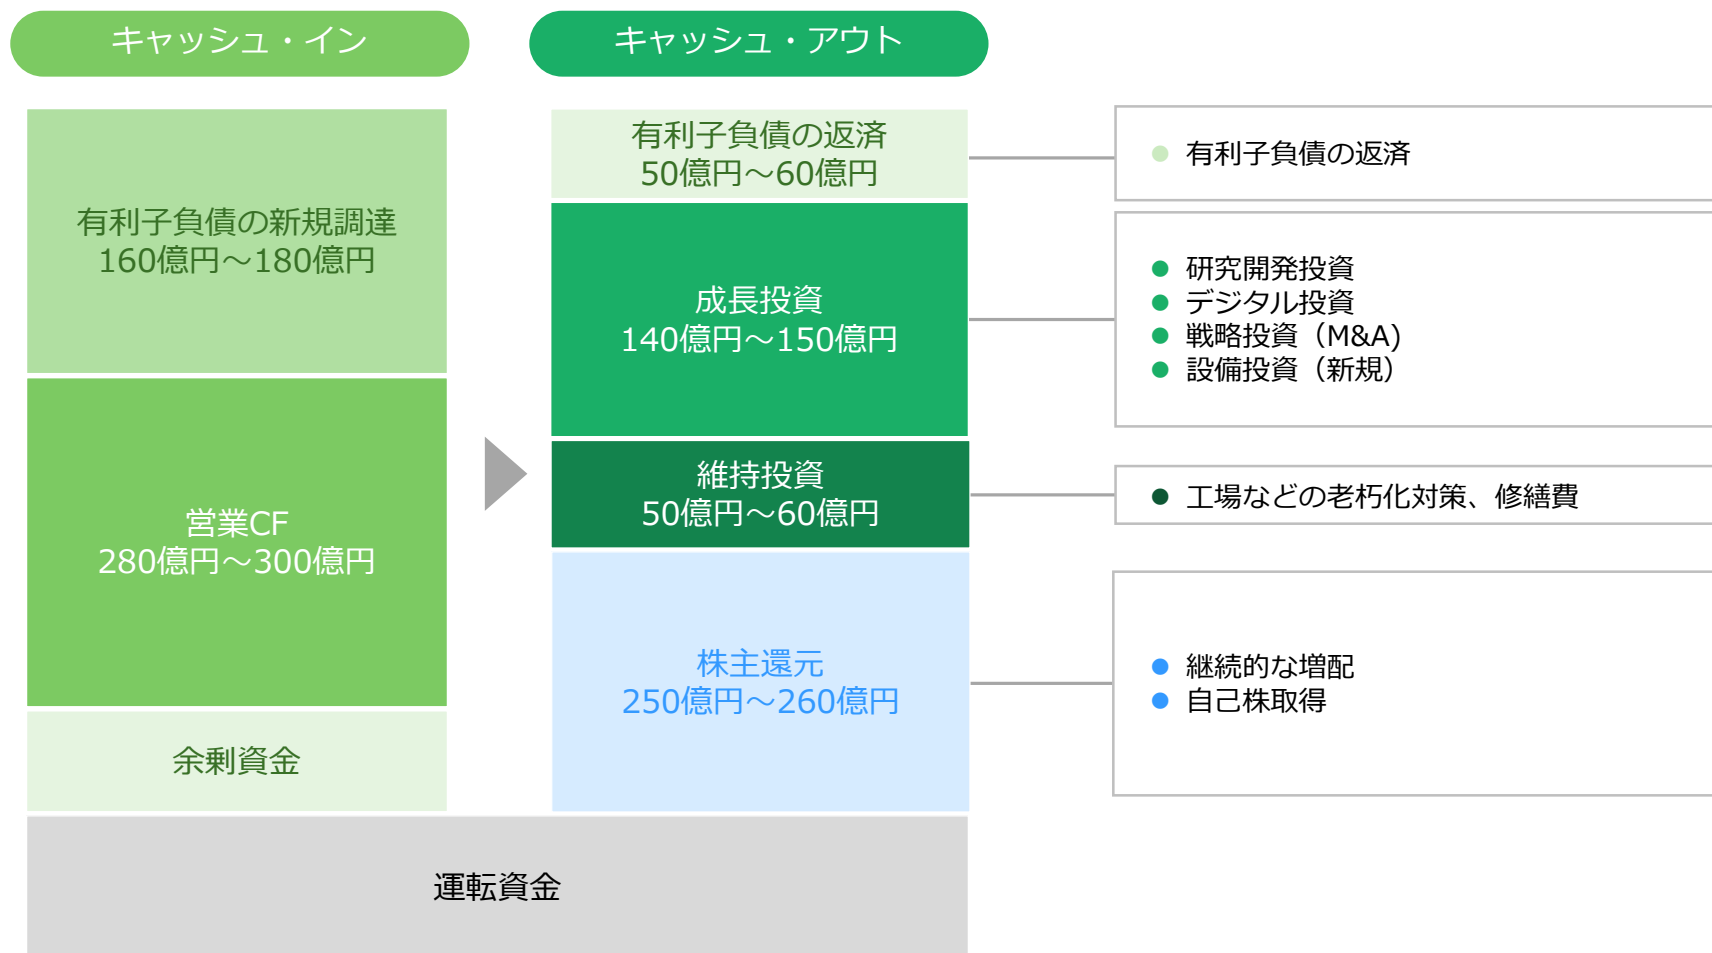 キャッシュ・イン
キャッシュ・アウト
有利子負債の新規調達
160億円～180億円
営業CF
280億円～300億円
余剰資金
有利子負債の返済
50億円～60億円
成長投資
140億円～150億円
維持投資
50億円～60億円
株主還元
250億円～260億円
運転資金
● 有利子負債の返済
● 研究開発投資
● デジタル投資
● 戦略投資（M&A)
● 設備投資（新規）
● 工場などの老朽化対策、修繕費
● 継続的な増配
● 自己株取得